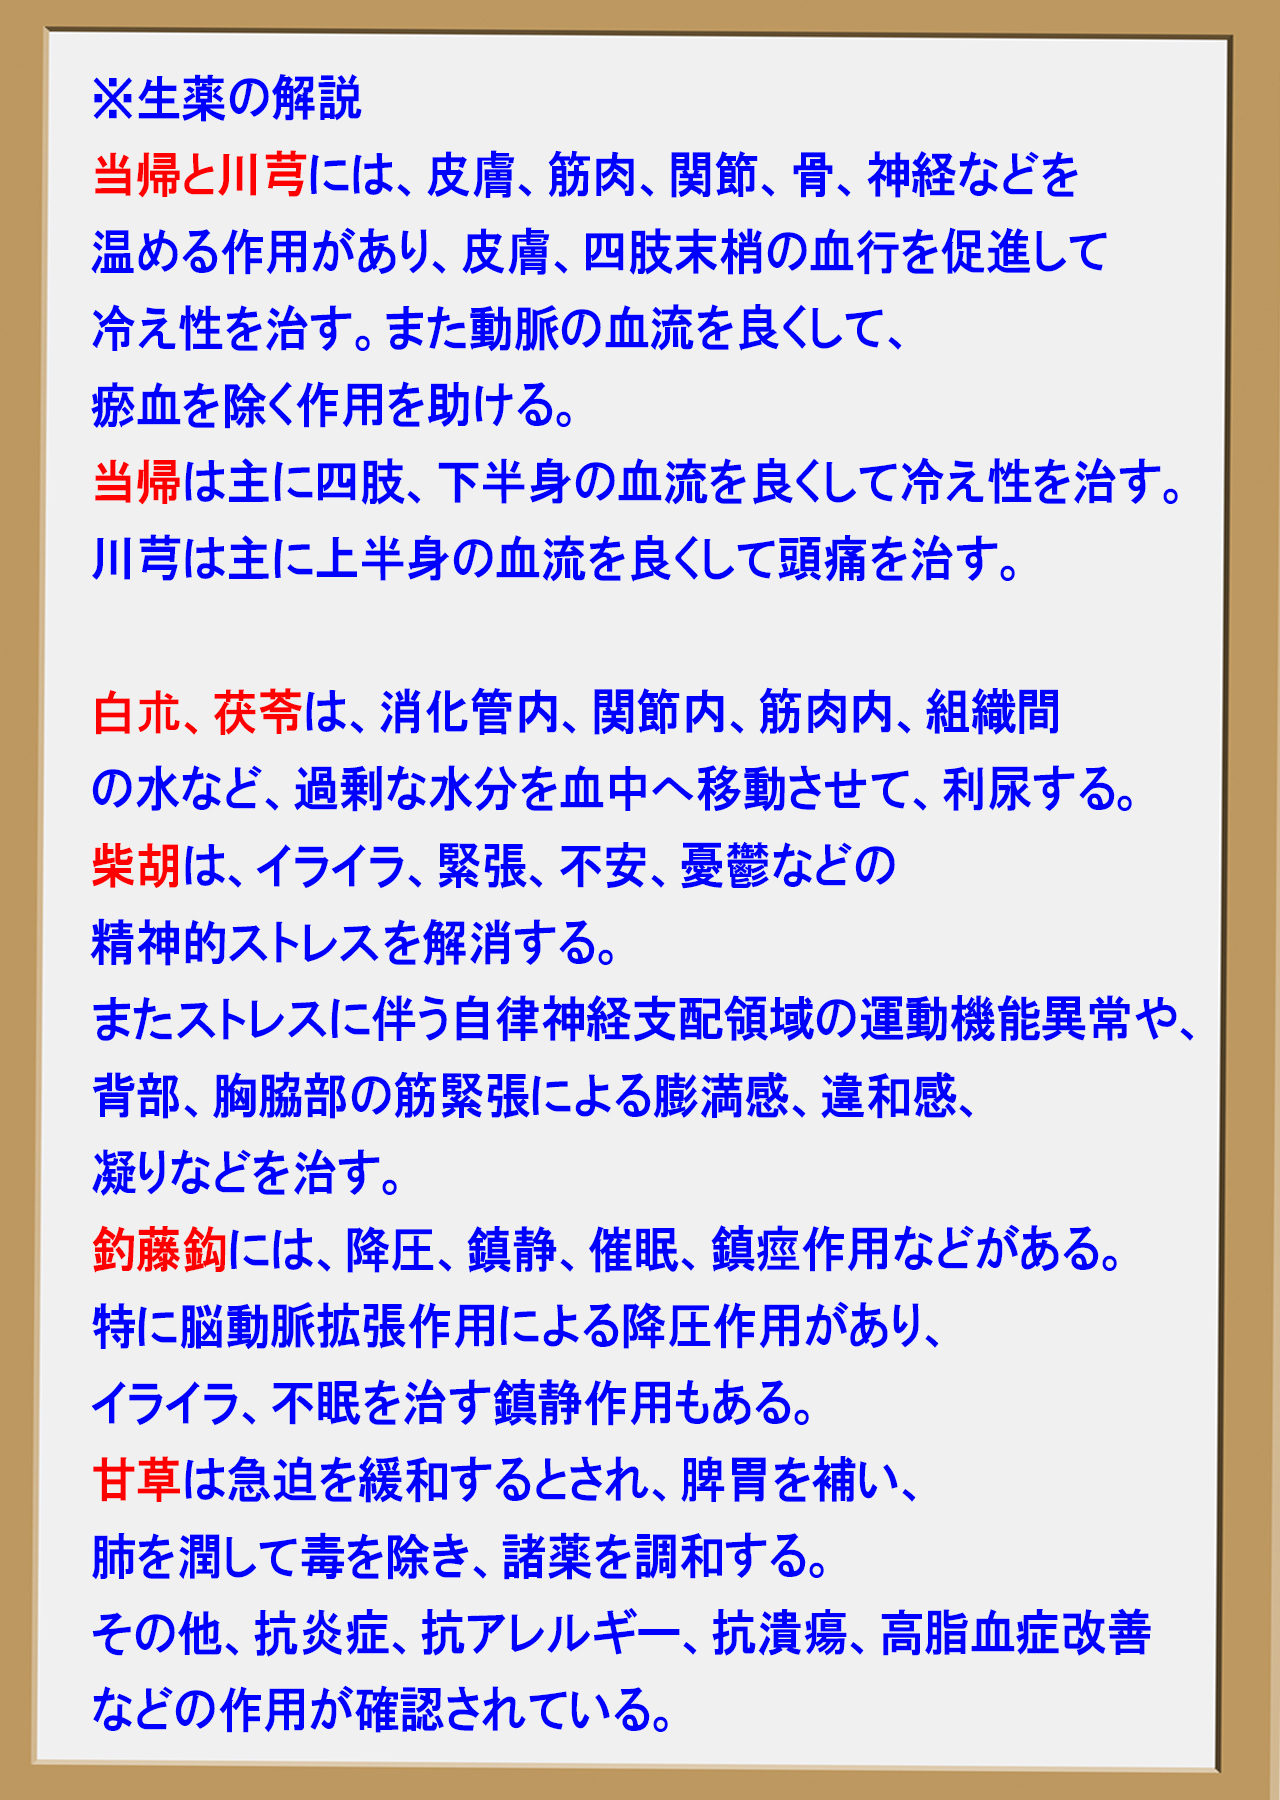 ※生薬の解説
当帰と川芎には、皮膚、筋肉、関節、骨、神経などを
温める作用があり、皮膚、四肢末梢の血行を促進して
冷え性を治す。また動脈の血流を良くして、
瘀血を除く作用を助ける。
当帰は主に四肢、下半身の血流を良くして冷え性を治す。
川芎は主に上半身の血流を良くして頭痛を治す。
白朮、茯苓は、消化管内、関節内、筋肉内、組織間
の水など、過剰な水分を血中へ移動させて、利尿する。
柴胡は、イライラ、緊張、不安、憂鬱などの
精神的ストレスを解消する。
またストレスに伴う自律神経支配領域の運動機能異常や、
背部、胸脇部の筋緊張による膨満感、違和感、
凝りなどを治す。
釣藤鈎には、降圧、鎮静、催眠、鎮痙作用などがある。
特に脳動脈拡張作用による降圧作用があり、
イライラ、不眠を治す鎮静作用もある。
甘草は急迫を緩和するとされ、脾胃を補い、
肺を潤して毒を除き、諸薬を調和する。
その他、抗炎症、抗アレルギー、抗潰瘍、高脂血症改善
などの作用が確認されている。